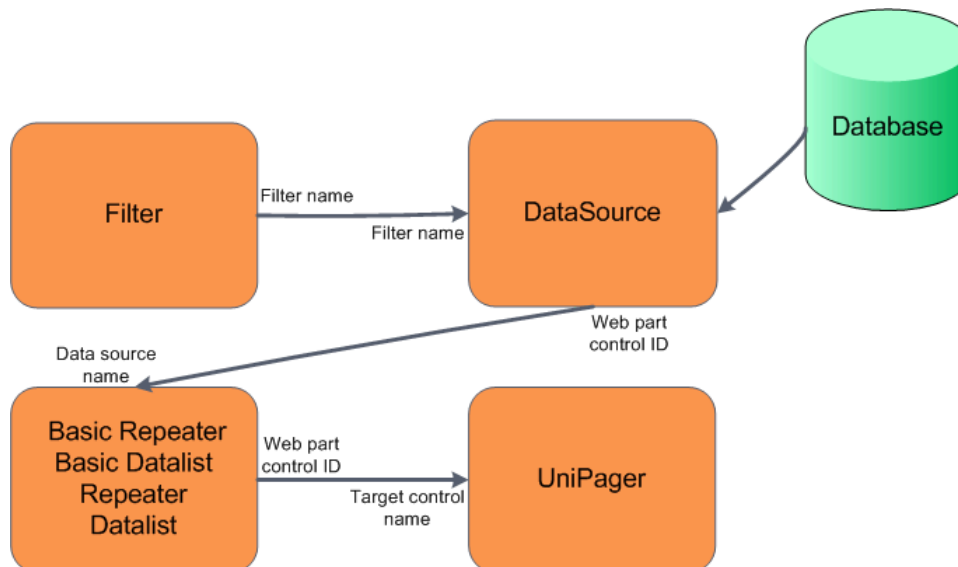 Database
Filter
Filter name
Filter name
DataSource
Web part
control ID
Data source
name
Basic Repeater
Basic Datalist
Repeater
Datalist
Web part
control ID
Target control
name
UniPager